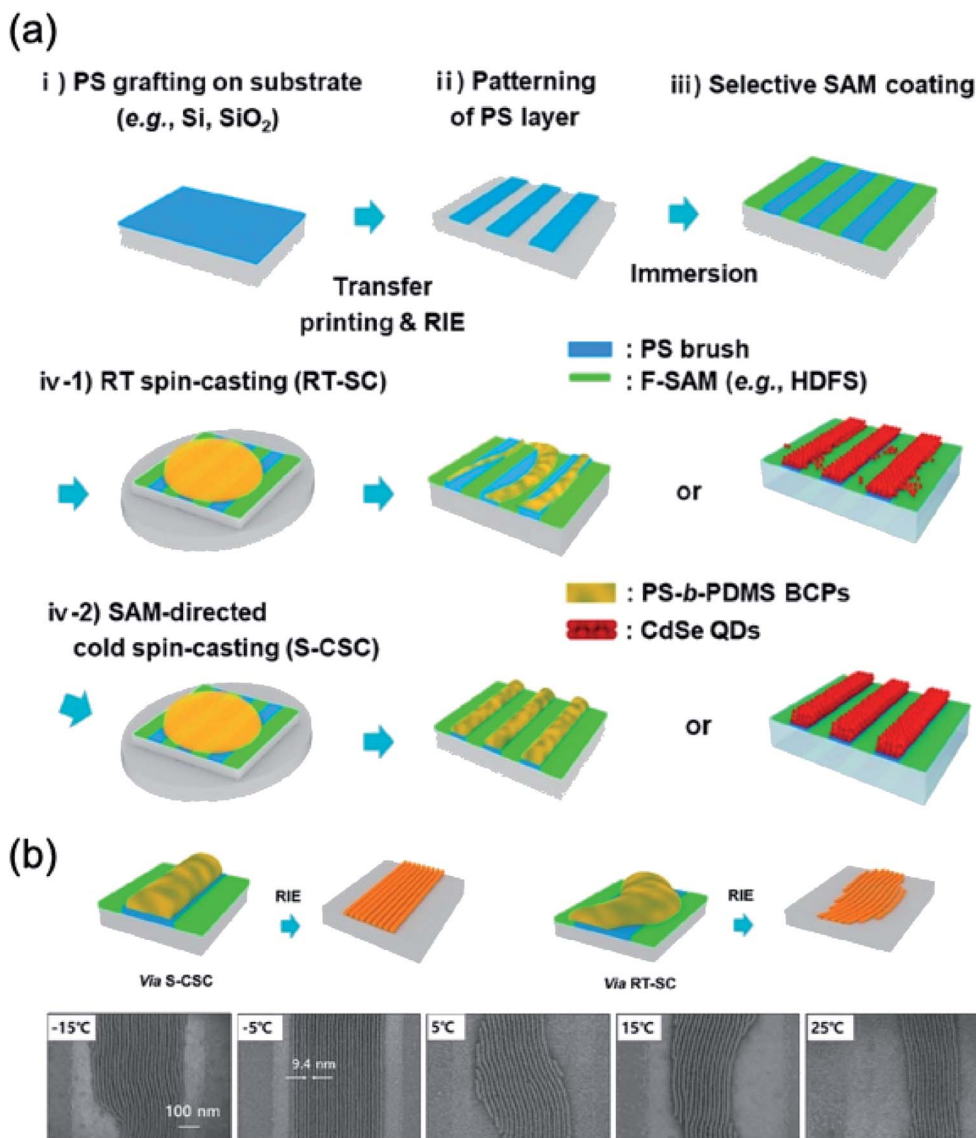 (a)
i ) PS grafting on substrate
(e.g., Si, SiO₂)
ii ) Patterning
of PS layer
iii ) Selective SAM coating
Transfer
printing & RIE
Immersion
: PS brush
: F-SAM (e.g., HDFS)
iv-1) RT spin-casting (RT-SC)
or
: PS-b-PDMS BCPs
: CdSe QDs
iv-2) SAM-directed
cold spin-casting (S-CSC)
or
(b)
RIE
Via S-CSC
RIE
Via RT-SC
-15℃
100 nm
-5℃
9.4 nm
5℃
15℃
25℃